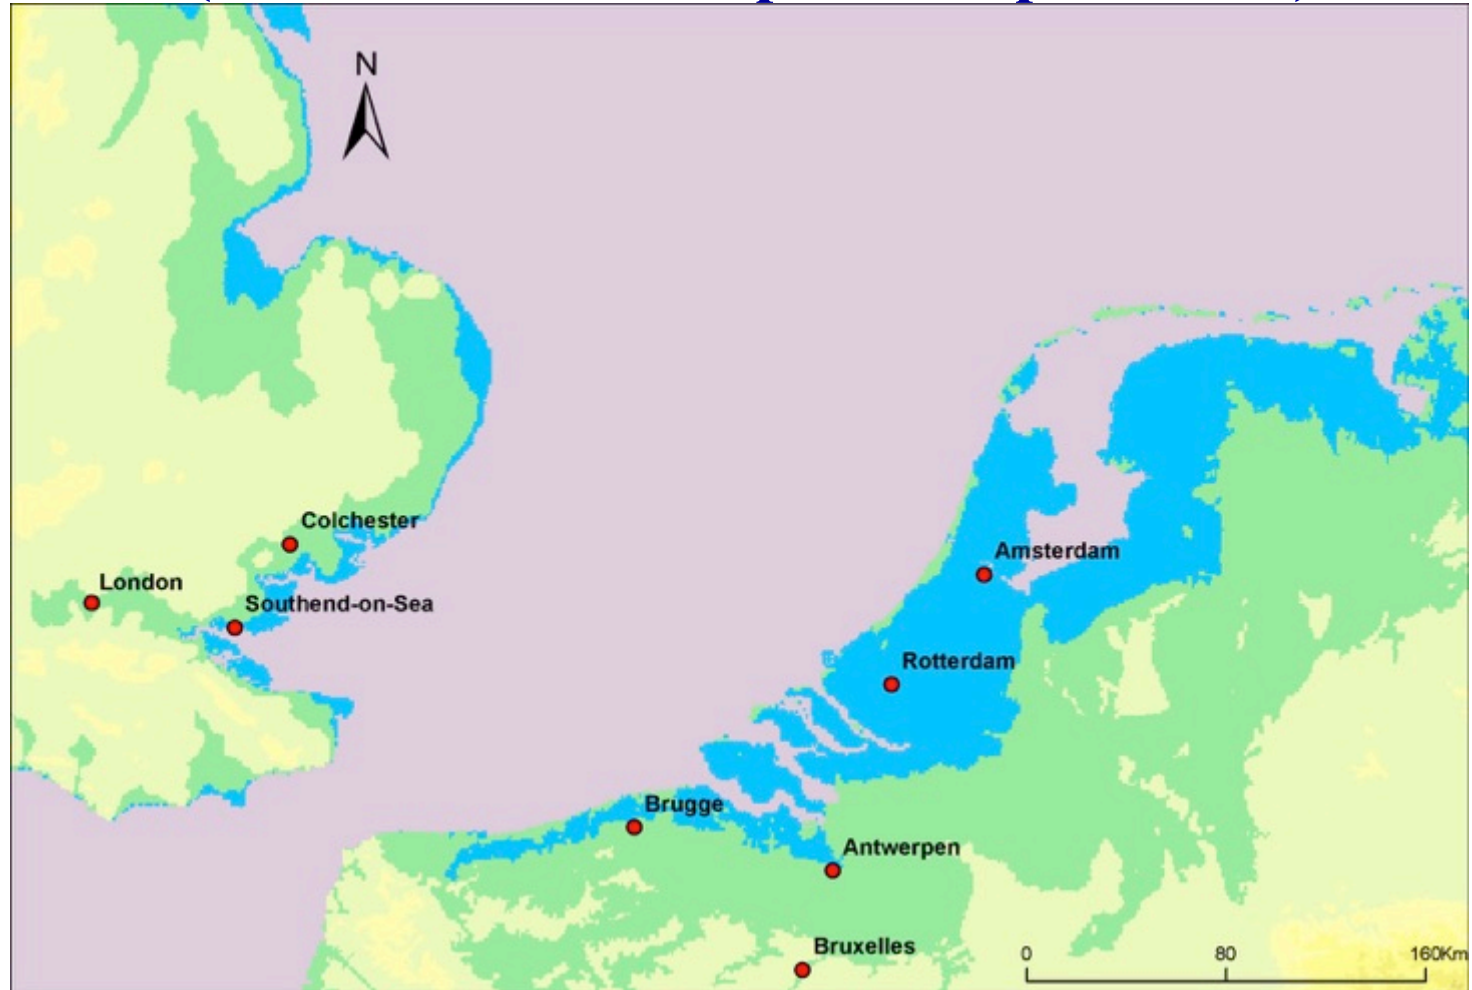 N
Colchester
London
Southend-on-Sea
Amsterdam
Rotterdam
Brugge
Antwerpen
Bruxelles
0 80 160Km